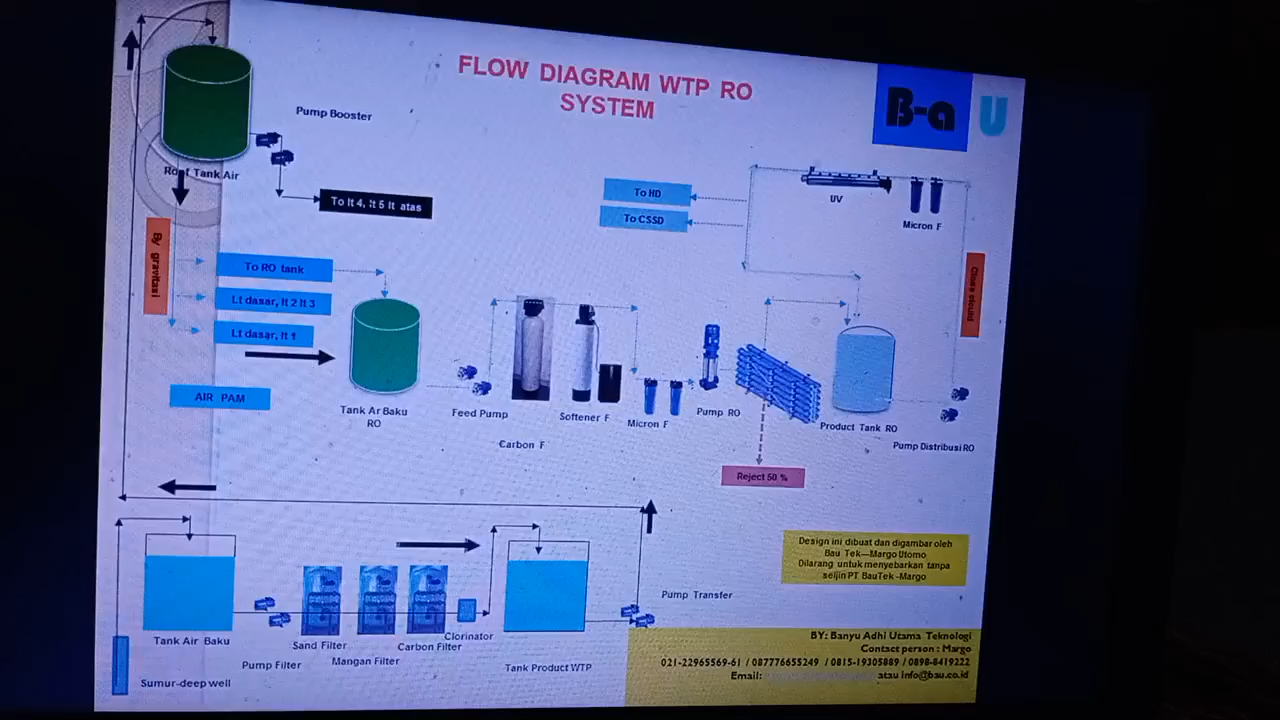 FLOW DIAGRAM WTP RO
SYSTEM
B-a U
Pump Booster
Roof Tank Air
To lt 4, lt 5 lt atas
By gravitasi
To RO tank
Lt dasar, lt 2 lt 3
Lt dasar, lt 1
AIR PAM
Tank Ar Baku
RO
Feed Pump
Carbon F
Softener F
Micron F
Pump RO
Reject 50 %
Product Tank RO
Pump Distribusi RO
To HD
To CSSD
UV
Micron F
Tank Air Baku
Sumur-deep well
Pump Filter
Sand Filter
Mangan Filter
Carbon Filter
Clorinator
Tank Product WTP
Pump Transfer
Design ini dibuat dan digambar oleh
Bau Tek—Margo Utomo
Dilarang untuk menyebarkan tanpa
seijin PT BauTek -Margo
BY: Banyu Adhi Utama Teknologi
Contact person : Margo
021-22965569-61 / 087776655249 / 0815-19305889 / 0898-8419222
Email: atau info@bau.co.id